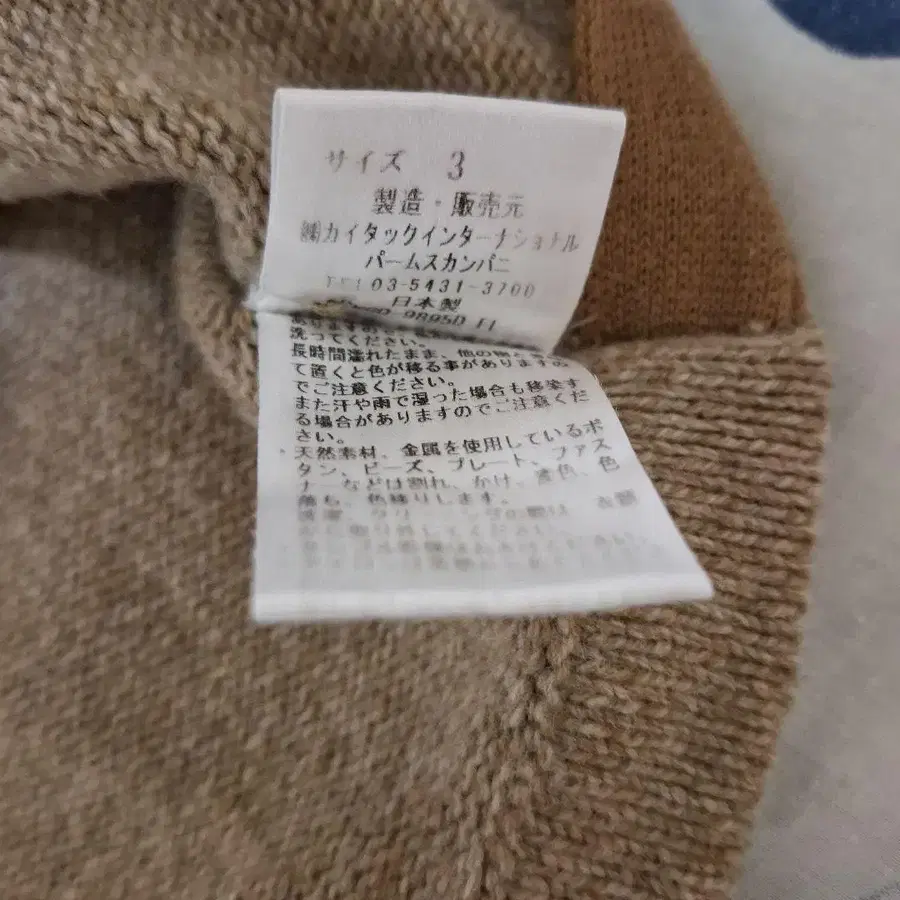 サイズ 3
製造・販売元
㈱カイタックインターナショナル
パームスカンパニ
TEL03-5431-3700
日本製
9895D FI
洗ってください。
長時間濡れたまま、他の物と
て置くと色が移る事がありますの
でご注意ください。
また汗や雨で湿った場合も移染す
る場合がありますのでご注意くだ
さい。
・天然素材、金属を使用しているボ
タン、ビーズ、プレート、ファス
ナーなどは割れ、かけ、変色、色
落ち、色移りします。